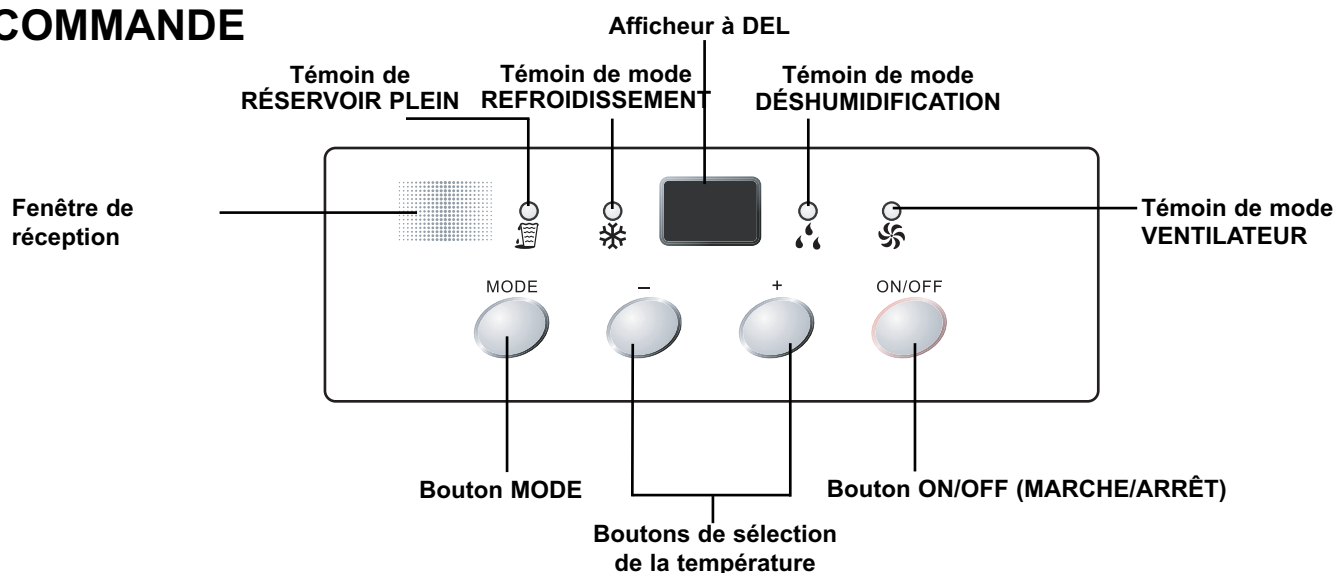 COMMANDE
Afficheur à DEL
Témoin de
RÉSERVOIR PLEIN
Témoin de mode
REFROIDISSEMENT
Témoin de mode
DÉSHUMIDIFICATION
Fenêtre de
réception
Témoin de mode
VENTILATEUR
MODE
–
+
ON/OFF
Bouton MODE
Bouton ON/OFF (MARCHE/ARRÊT)
Boutons de sélection
de la température